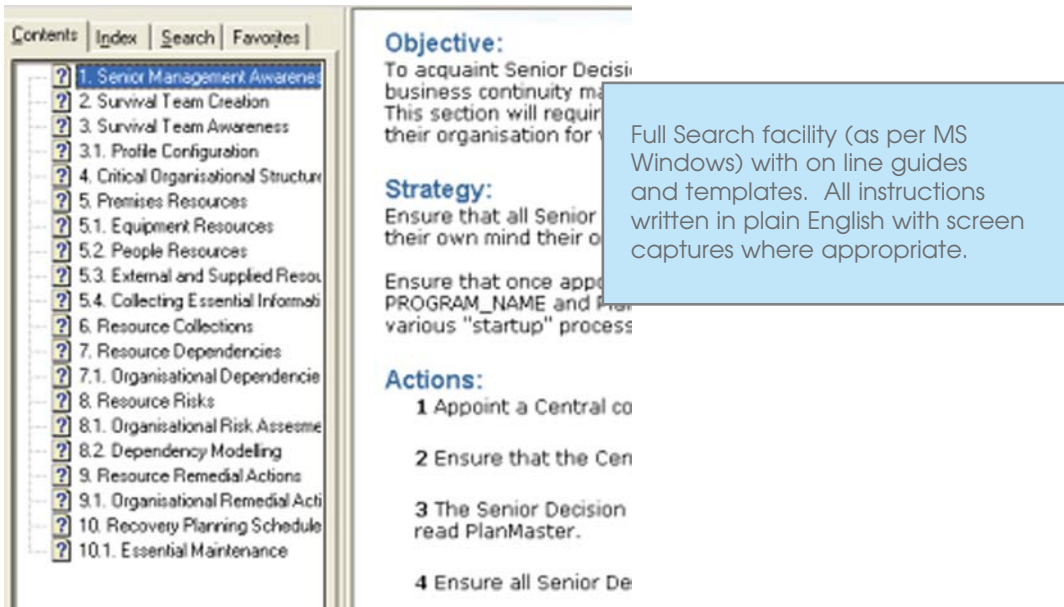 Contents Index Search Favorites
1. Senior Management Awarenes
2. Survival Team Creation
3. Survival Team Awareness
3.1. Profile Configuration
4. Critical Organisational Structure
5. Premises Resources
5.1. Equipment Resources
5.2. People Resources
5.3. External and Supplied Resou
5.4. Collecting Essential Informati
6. Resource Collections
7. Resource Dependencies
7.1. Organisational Dependencie
8. Resource Risks
8.1. Organisational Risk Assesme
8.2. Dependency Modelling
9. Resource Remedial Actions
9.1. Organisational Remedial Acti
10. Recovery Planning Schedule
10.1. Essential Maintenance
Objective:
To acquaint Senior Decisi
business continuity ma
This section will requir
their organisation for
Strategy:
Ensure that all Senior
their own mind their o
Ensure that once appo
PROGRAM_NAME and
various "startup" process
Actions:
1 Appoint a Central co
2 Ensure that the Cen
3 The Senior Decision
read PlanMaster.
4 Ensure all Senior De
Full Search facility (as per MS
Windows) with on line guides
and templates. All instructions
written in plain English with screen
captures where appropriate.